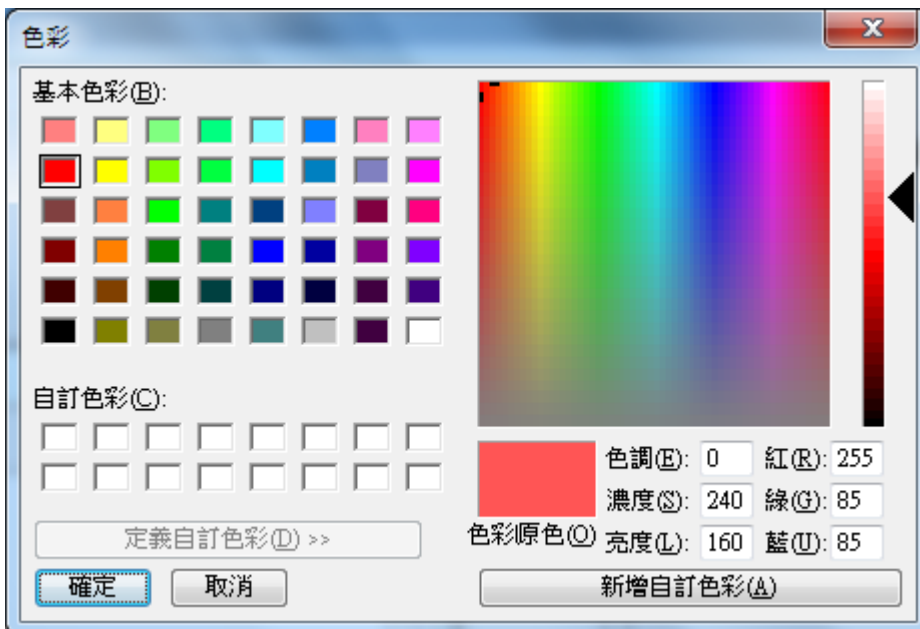 色彩
基本色彩(B):
自訂色彩(C):
定義自訂色彩(D) >>
確定
取消
色彩|原色(O)
色調(E): 0
紅(R): 255
濃度(S): 240
綠(G): 85
亮度(L): 160
藍(U): 85
新增自訂色彩(A)